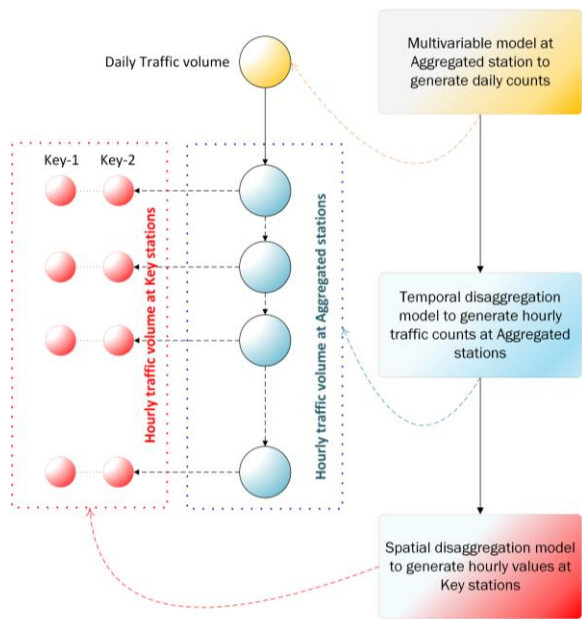 Daily Traffic volume
Multivariable model at
Aggregated station to
generate daily counts
Key-1
Key-2
Hourly traffic volume at Key stations
Hourly traffic volume at Aggregated stations
Temporal disaggregation
model to generate hourly
traffic counts at Aggregated
stations
Spatial disaggregation model
to generate hourly values at
Key stations